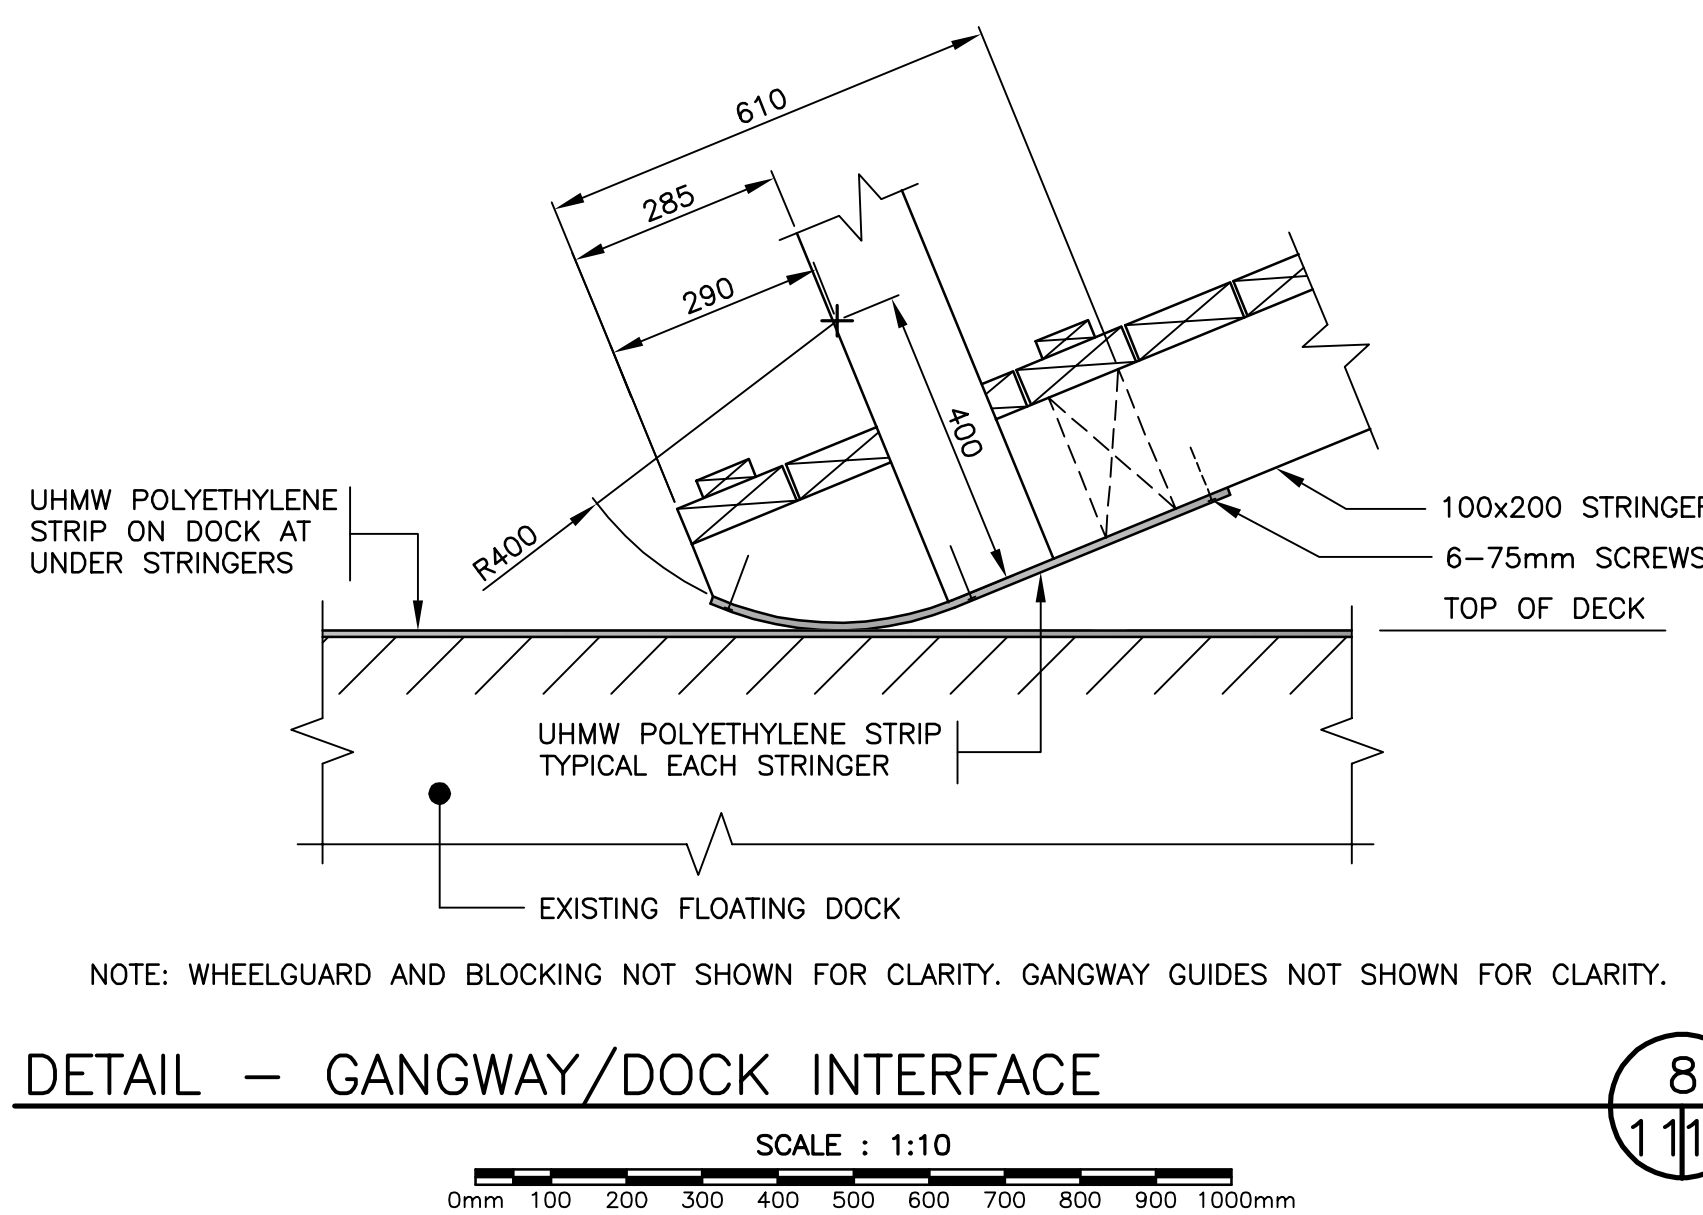 610
285
290
400
R400
UHMW POLYETHYLENE
STRIP ON DOCK AT
UNDER STRINGERS
100x200 STRINGER
6-75mm SCREWS
TOP OF DECK
UHMW POLYETHYLENE STRIP
TYPICAL EACH STRINGER
EXISTING FLOATING DOCK
NOTE: WHEELGUARD AND BLOCKING NOT SHOWN FOR CLARITY. GANGWAY GUIDES NOT SHOWN FOR CLARITY.
DETAIL - GANGWAY/DOCK INTERFACE
8
SCALE : 1:10
0mm 100 200 300 400 500 600 700 800 900 1000mm